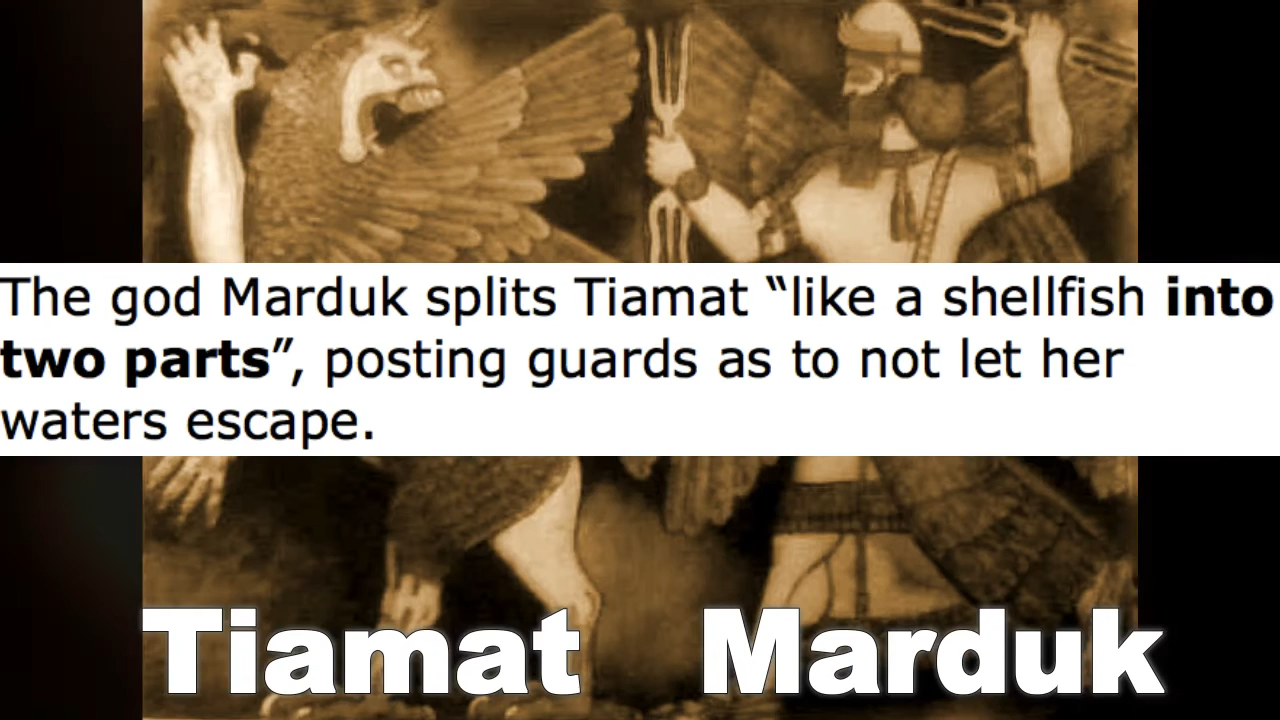 The god Marduk splits Tiamat “like a shellfish into
two parts”, posting guards as to not let her
waters escape.
Tiamat Marduk